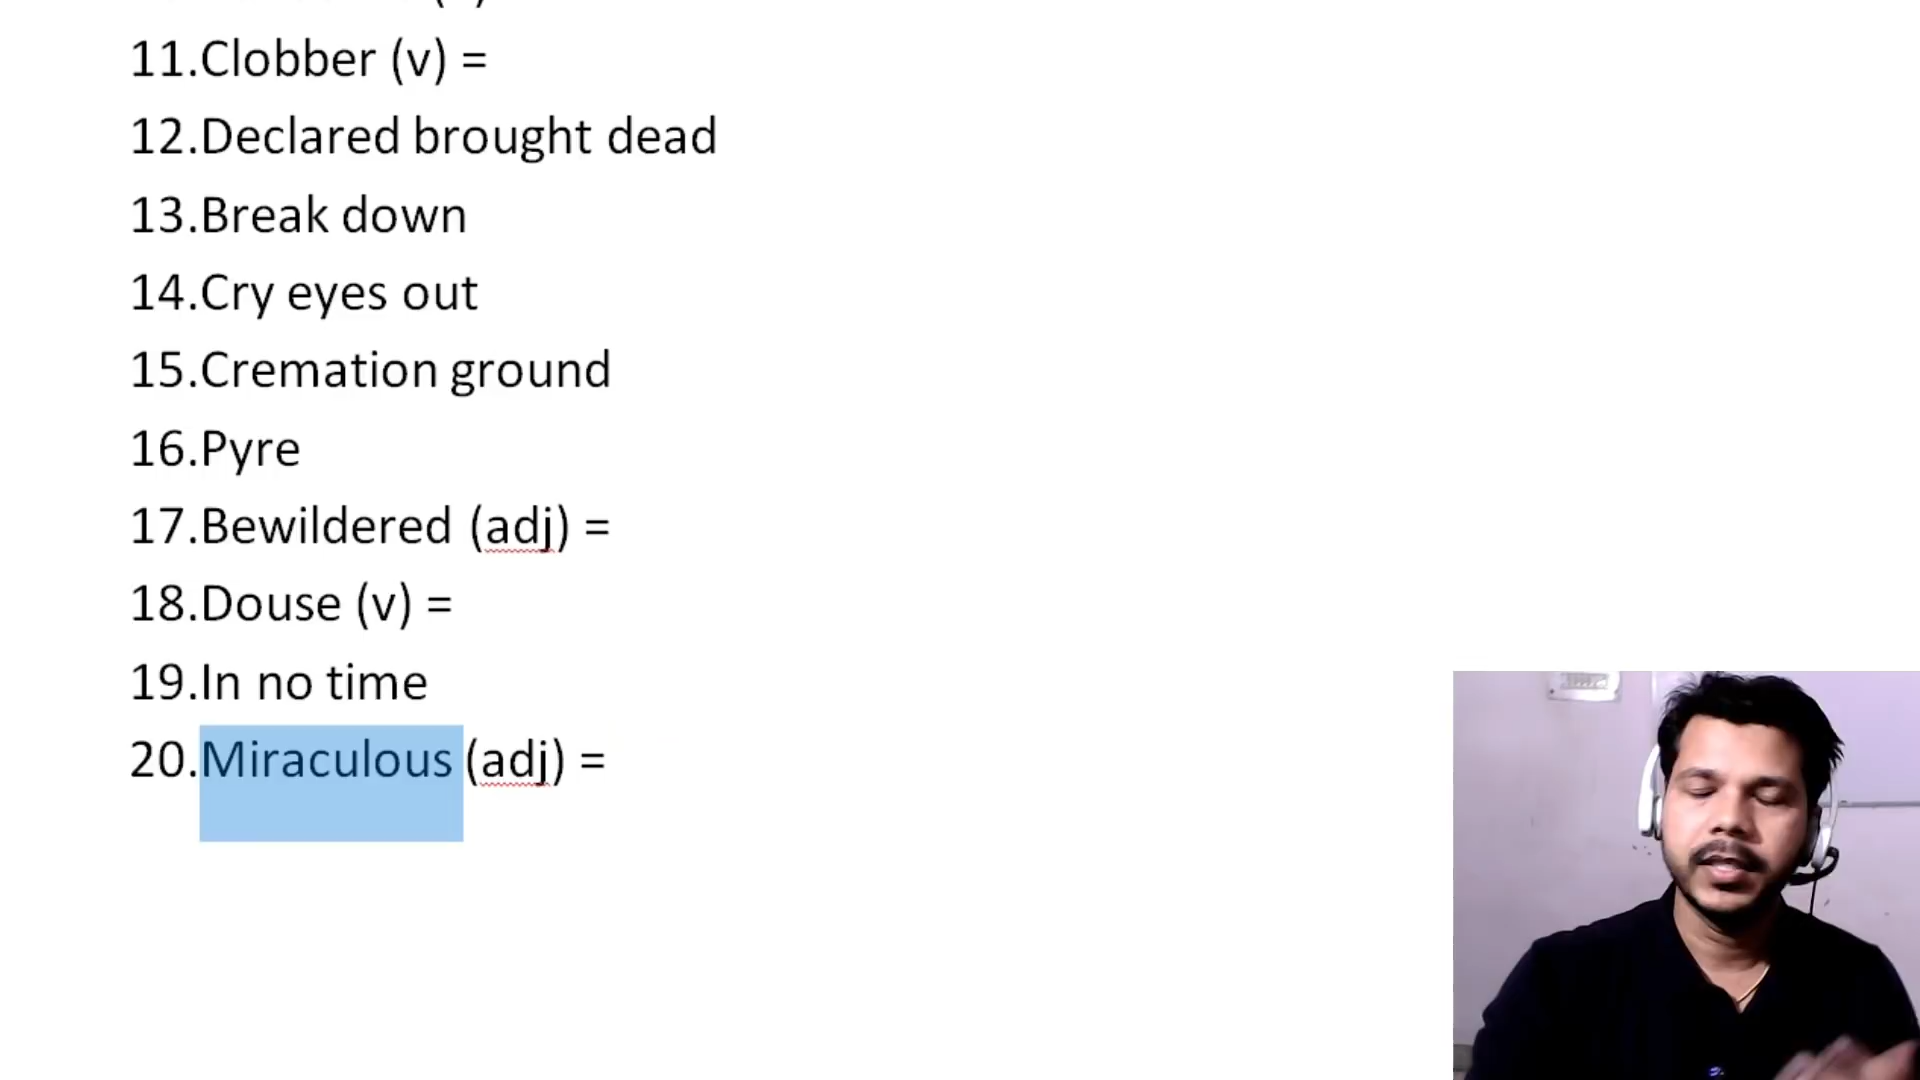 11.Clobber (v) =
12.Declared brought dead
13.Break down
14.Cry eyes out
15.Cremation ground
16.Pyre
17.Bewildered (adj) =
18.Douse (v) =
19.In no time
20.Miraculous (adj) =